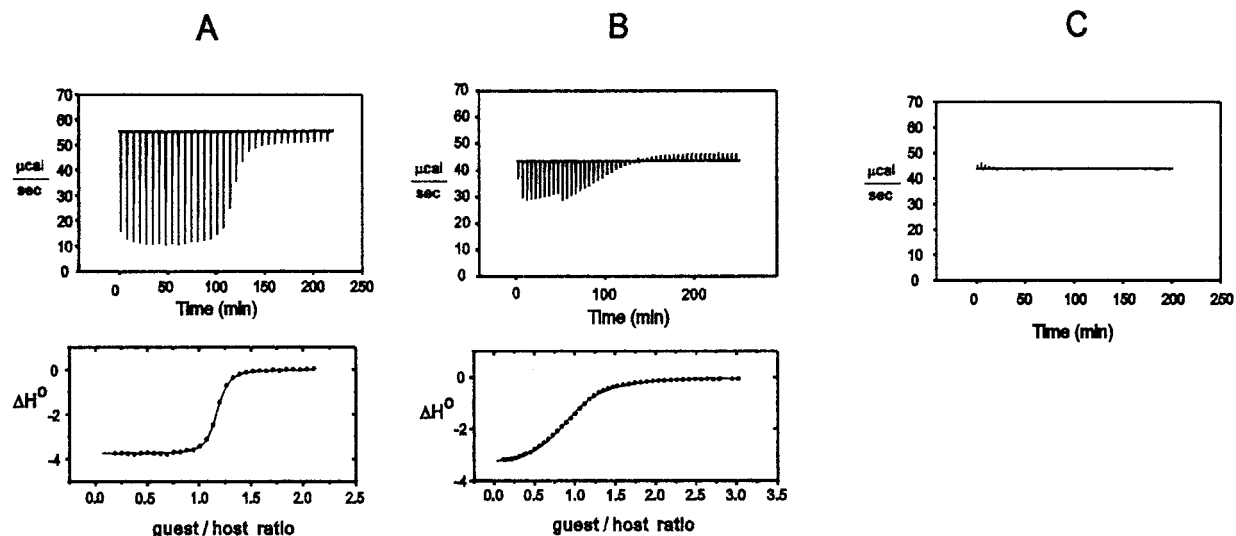 A
B
C
70
60
50
40
30
20
10
0
µcal
sec
0 50 100 150 200 250
Time (min)
70
60
50
40
30
20
10
0
µcal
sec
0 100 200
Time (min)
70
60
50
40
30
20
10
0
µcal
sec
0 50 100 150 200 250
Time (min)
0
-2
-4
ΔH°
0.0 0.5 1.0 1.5 2.0 2.5
guest / host ratio
0
-2
-4
ΔH°
0.0 0.5 1.0 1.5 2.0 2.5 3.0 3.5
guest / host ratio